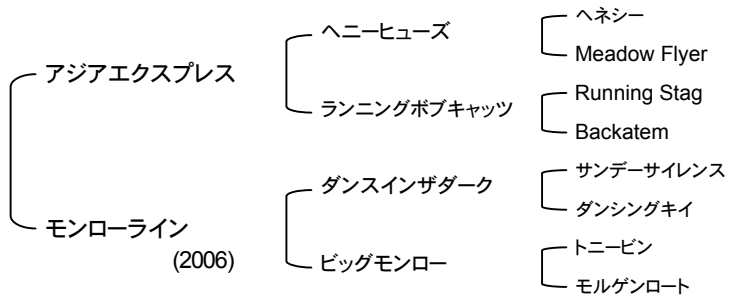 アジアエクスプレス
モンローライン
(2006)
ヘニーヒューズ
ランニングボブキャッツ
ダンスインザダーク
ビッグモンロー
ヘネシー
Meadow Flyer
Running Stag
Backatem
サンデーサイレンス
ダンシングキイ
トニービン
モルゲンロート